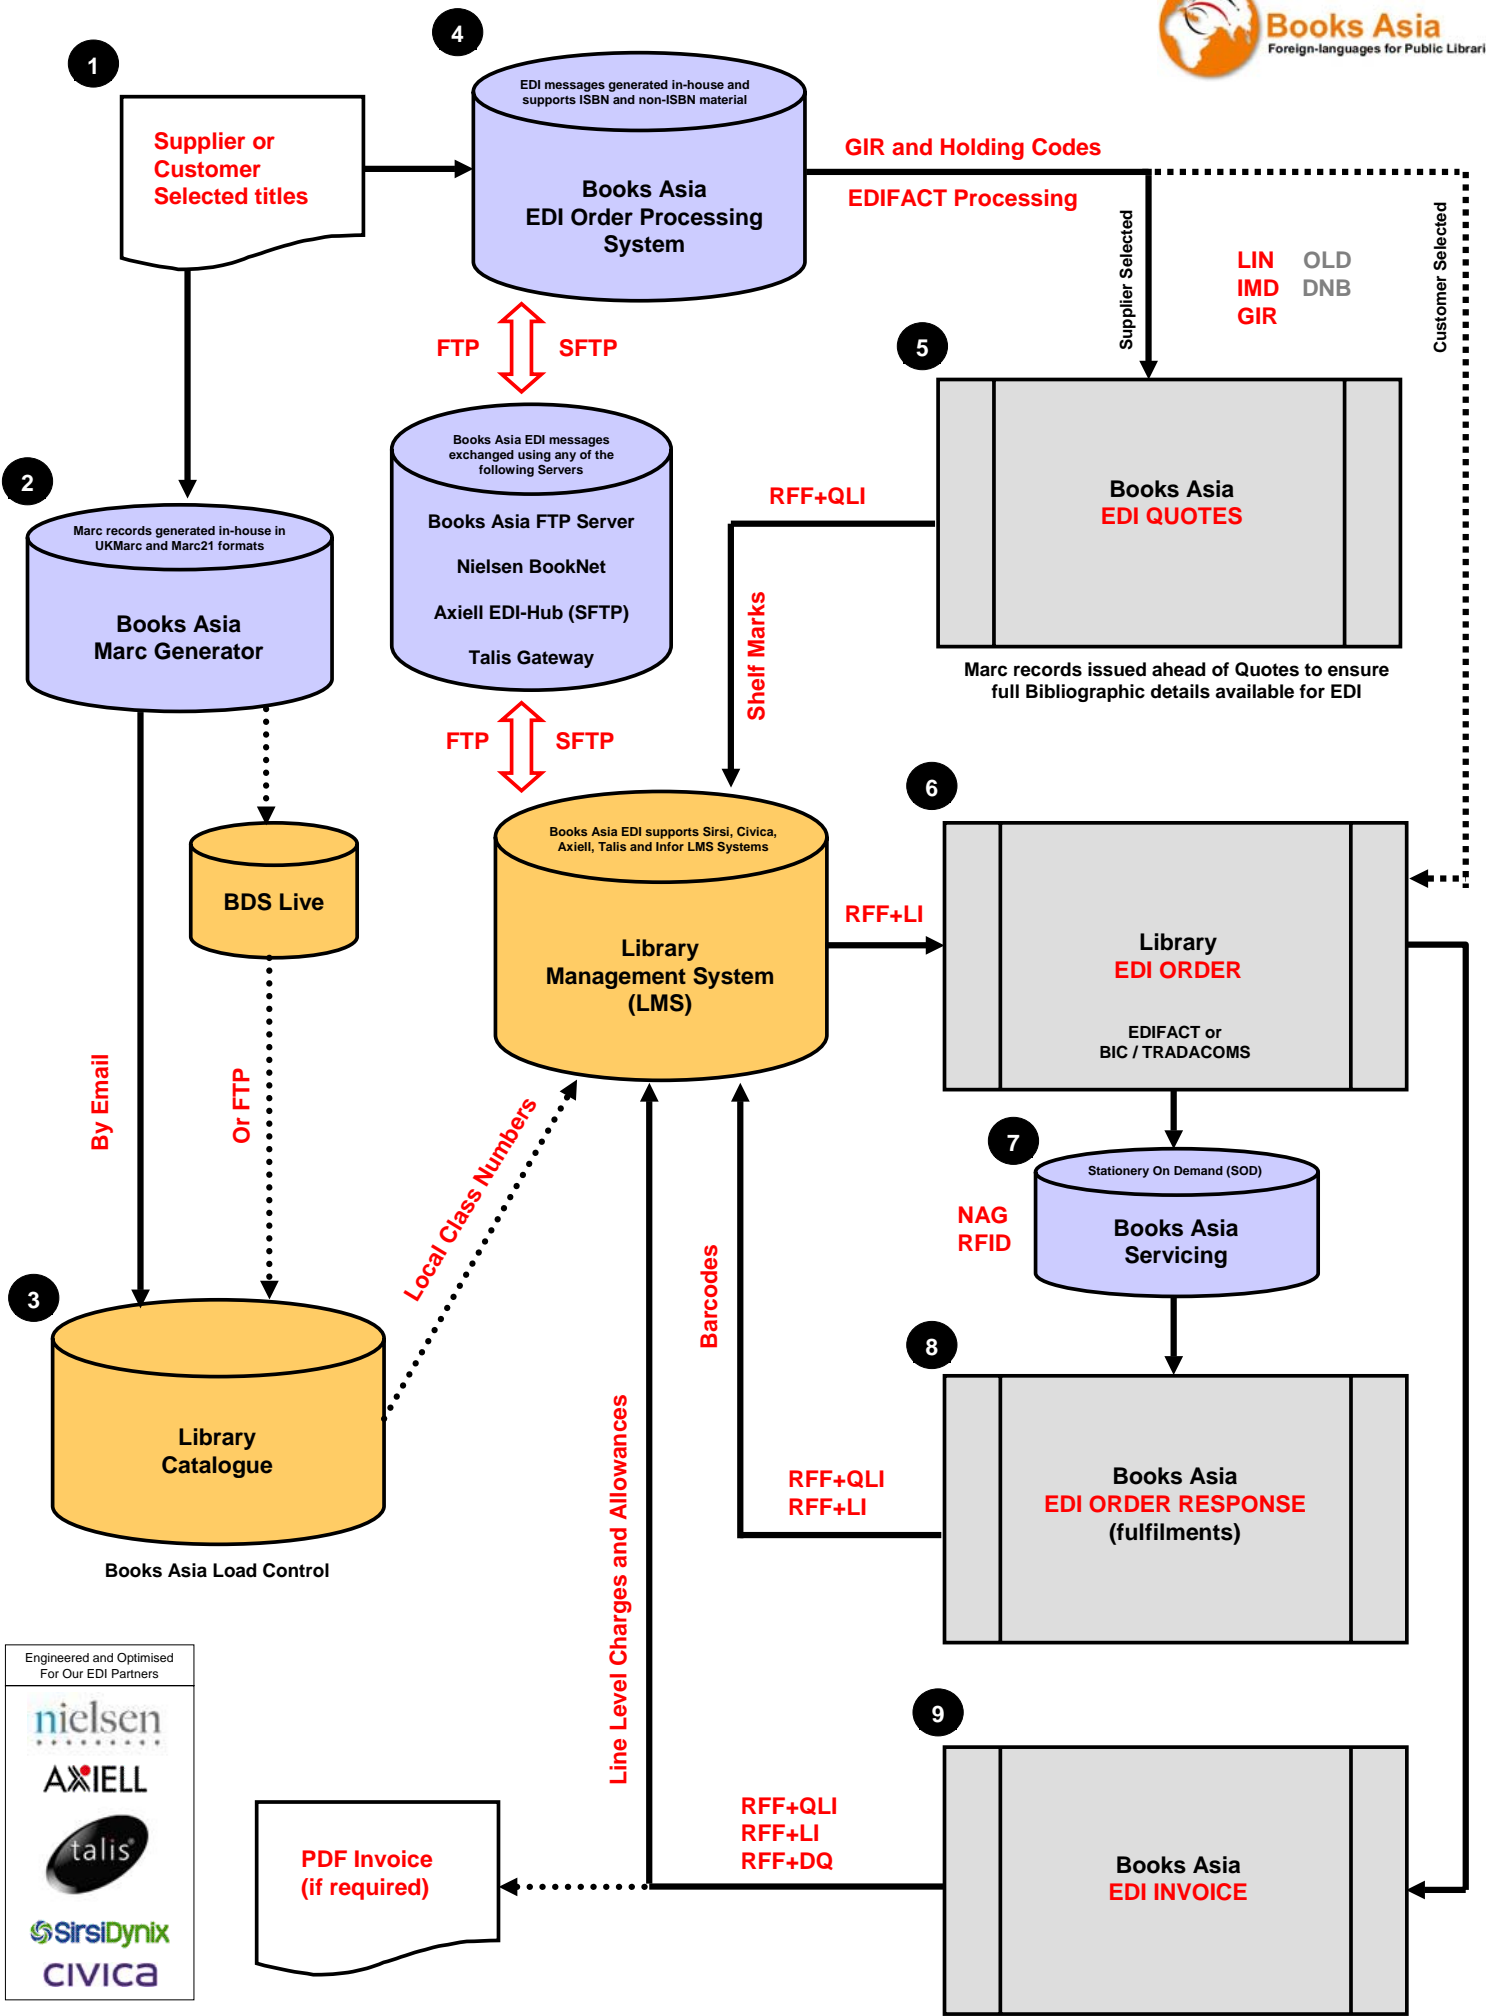 Books Asia
Foreign-languages for Public Librari
1
Supplier or
Customer
Selected titles
4
EDI messages generated in-house and
supports ISBN and non-ISBN material
Books Asia
EDI Order Processing
System
GIR and Holding Codes
EDIFACT Processing
Supplier Selected
LIN OLD
IMD DNB
GIR
Customer Selected
FTP SFTP
5
Books Asia
EDI QUOTES
Marc records issued ahead of Quotes to ensure
full Bibliographic details available for EDI
RFF+QLI
Shelf Marks
Books Asia EDI messages
exchanged using any of the
following Servers
Books Asia FTP Server
Nielsen BookNet
Axiell EDI-Hub (SFTP)
Talis Gateway
FTP SFTP
2
Marc records generated in-house in
UKMarc and Marc21 formats
Books Asia
Marc Generator
BDS Live
By Email
Or FTP
Books Asia EDI supports Sirsi, Civica,
Axiell, Talis and Infor LMS Systems
Library
Management System
(LMS)
RFF+LI
6
Library
EDI ORDER
EDIFACT or
BIC / TRADACOMS
7
Stationery On Demand (SOD)
Books Asia
Servicing
NAG
RFID
3
Library
Catalogue
Books Asia Load Control
Local Class Numbers
Barcodes
Line Level Charges and Allowances
8
Books Asia
EDI ORDER RESPONSE
(fulfilments)
RFF+QLI
RFF+LI
9
Books Asia
EDI INVOICE
RFF+QLI
RFF+LI
RFF+DQ
PDF Invoice
(if required)
Engineered and Optimised
For Our EDI Partners
nielsen
AXIELL
talis
SirsiDynix
CIVICA